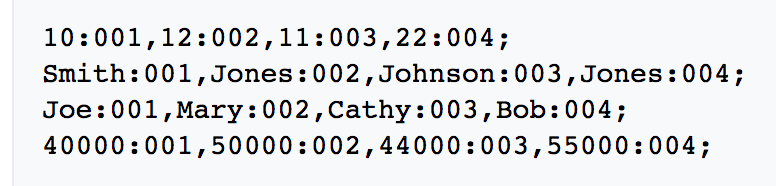 10:001,12:002,11:003,22:004;
Smith:001,Jones:002,Johnson:003,Jones:004;
Joe:001,Mary:002,Cathy:003,Bob:004;
40000:001,50000:002,44000:003,55000:004;